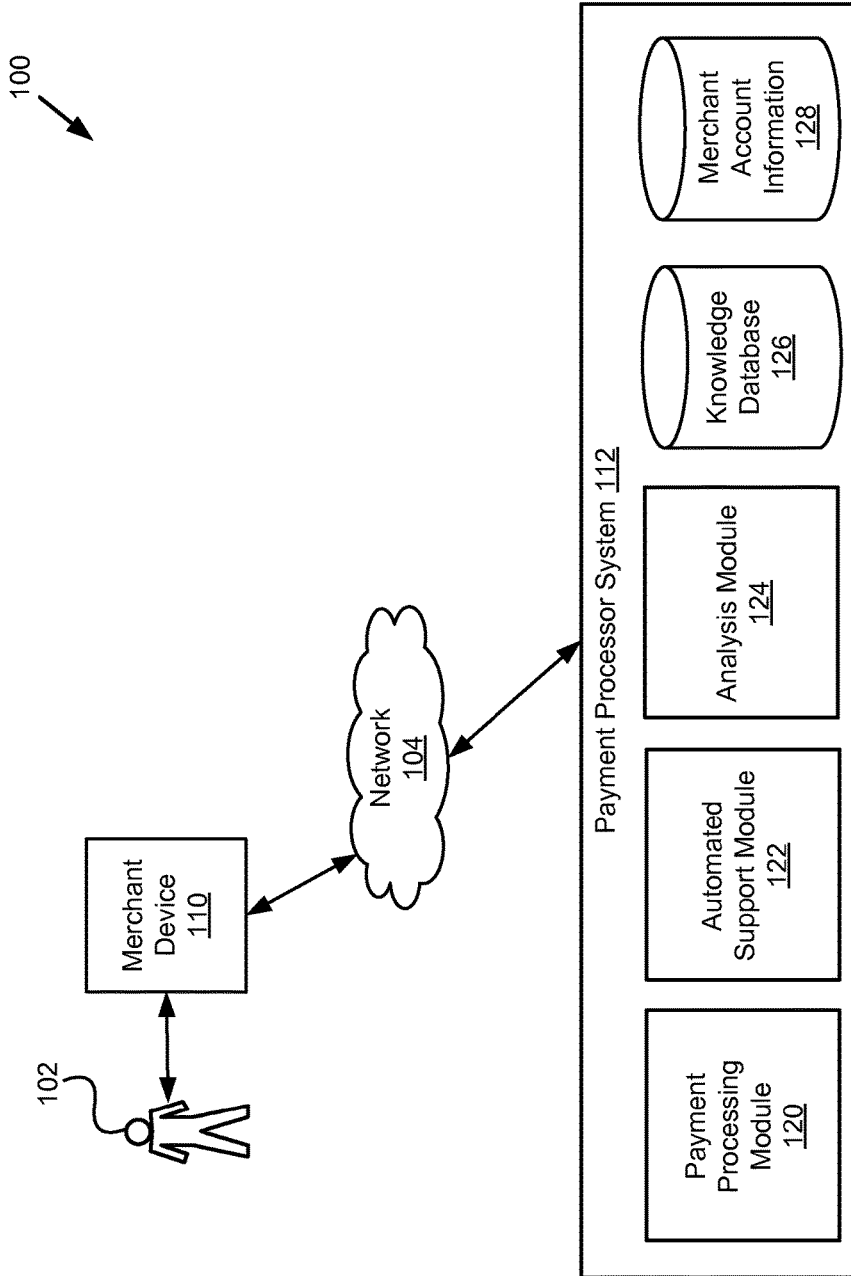 100
102
Merchant
Device
110
Network
104
Payment Processor System 112
Payment
Processing
Module
120
Automated
Support Module
122
Analysis Module
124
Knowledge
Database
126
Merchant
Account
Information
128